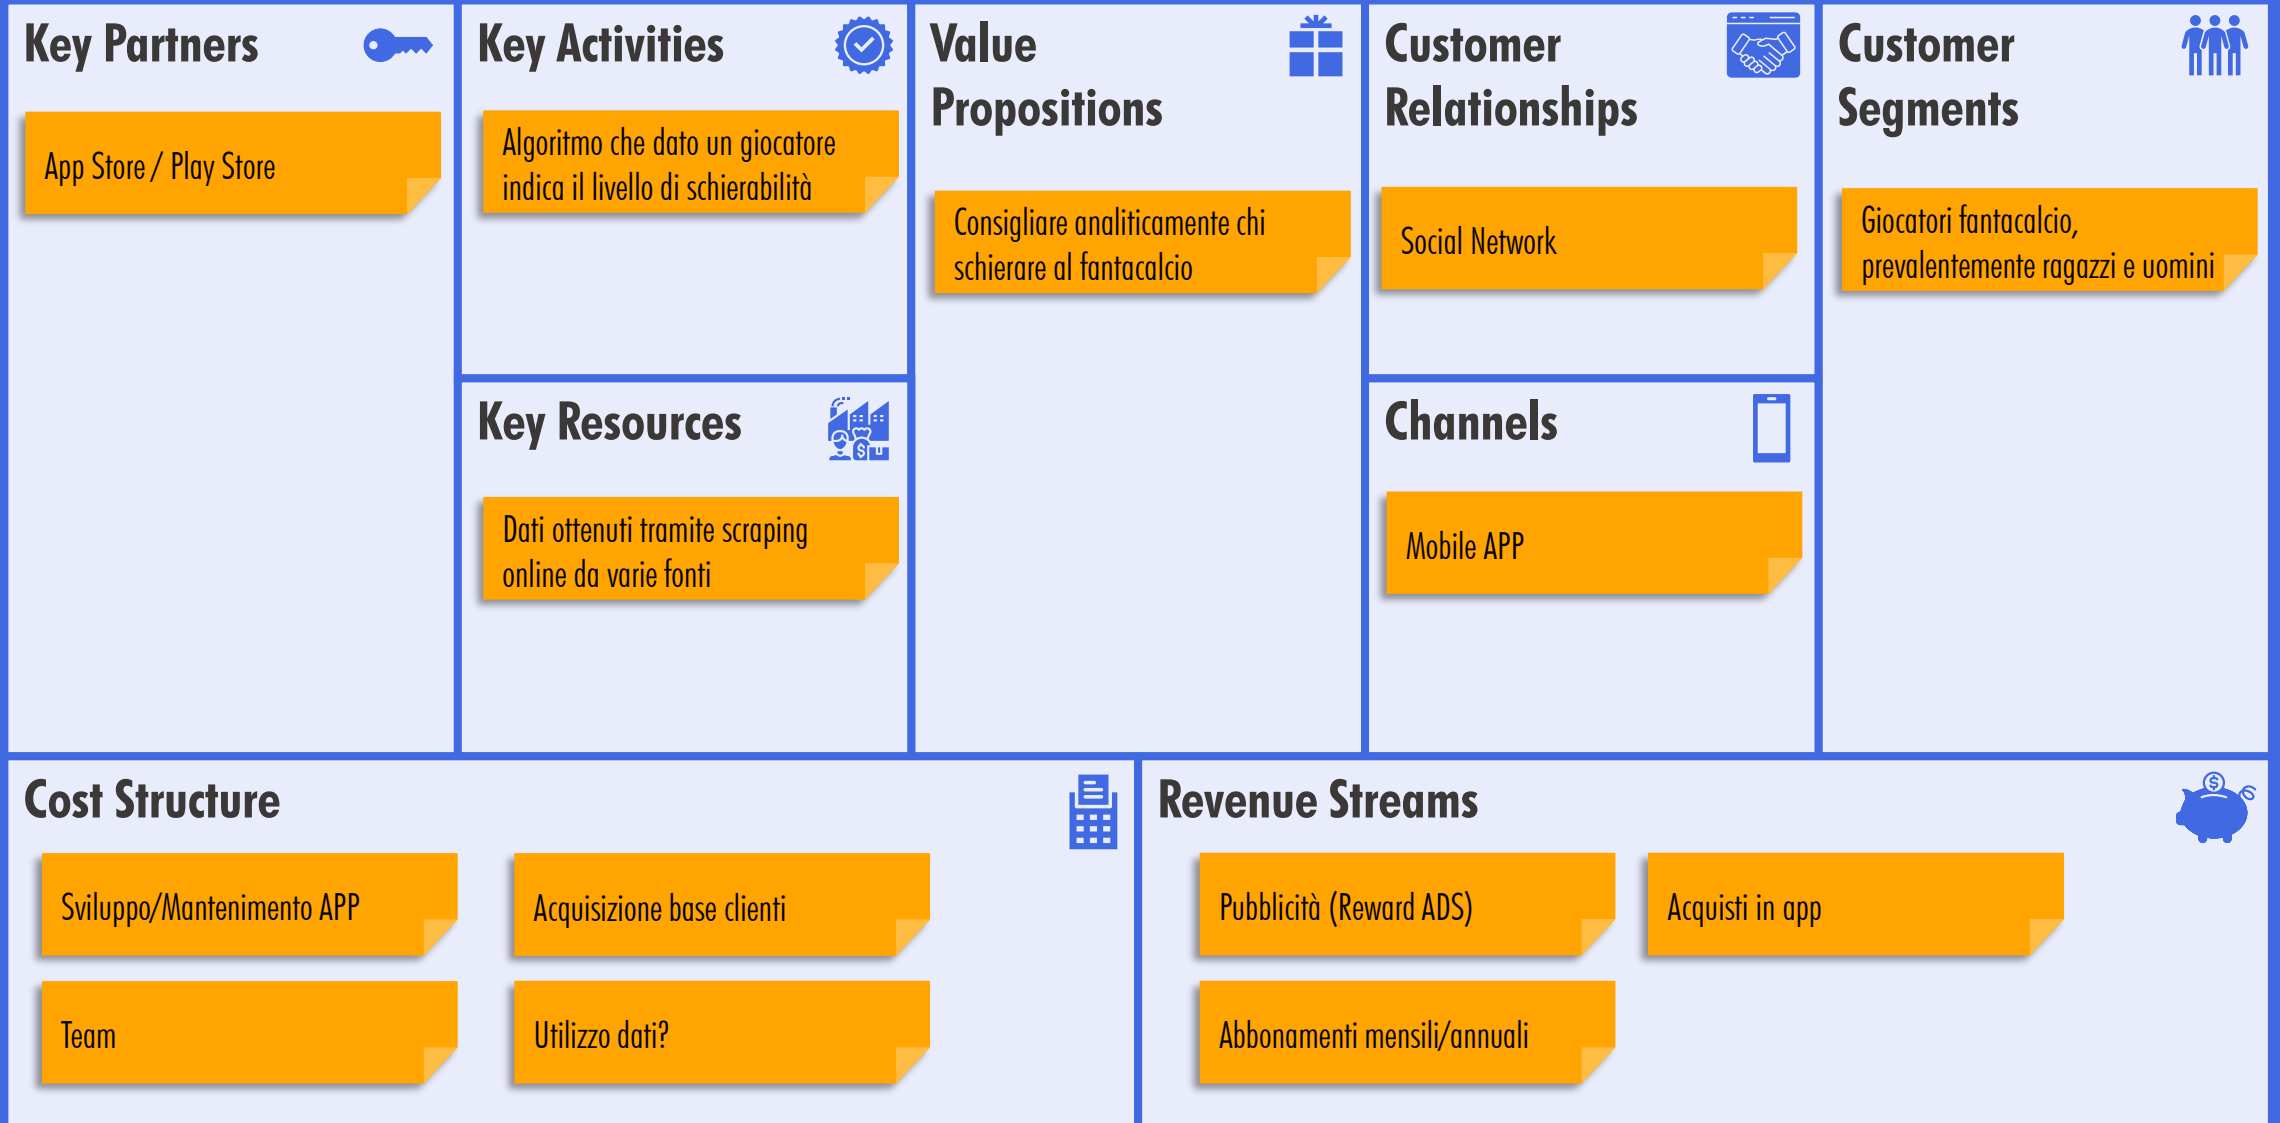 Key Partners
App Store / Play Store
Key Activities
Algoritmo che dato un giocatore
indica il livello di schierabilità
Key Resources
Dati ottenuti tramite scraping
online da varie fonti
Value
Propositions
Consigliare analiticamente chi
schierare al fantacalcio
Customer
Relationships
Social Network
Channels
Mobile APP
Customer
Segments
Giocatori fantacalcio,
prevalentemente ragazzi e uomini
Cost Structure
Sviluppo/Mantenimento APP
Acquisizione base clienti
Team
Utilizzo dati?
Revenue Streams
Pubblicità (Reward ADS)
Acquisti in app
Abbonamenti mensili/annuali